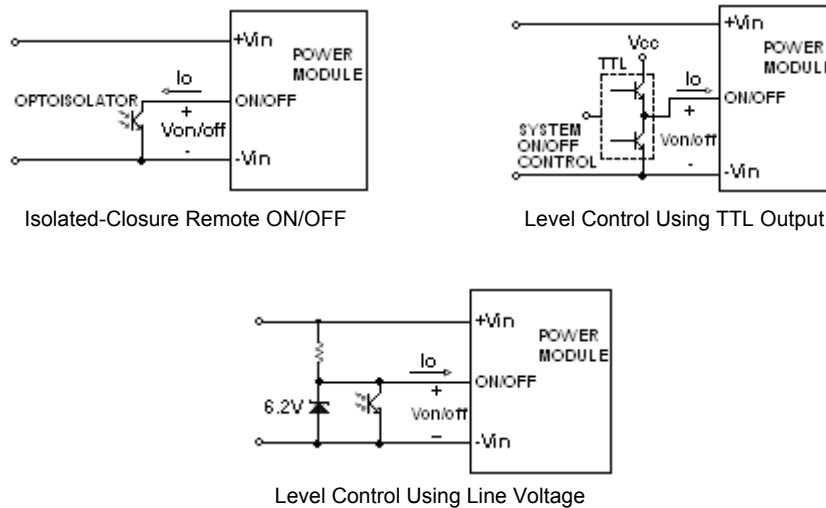 +Vin
POWER
MODULE
Io
OPTOISOLATOR
ON/OFF
+
Von/off
-
-Vin
Isolated-Closure Remote ON/OFF
+Vin
Vcc
POWER
MODUL
TTL
Io
ON/OFF
+
SYSTEM
ON/OFF
CONTROL
Von/off
-
-Vin
Level Control Using TTL Output
+Vin
POWER
MODULE
Io
ON/OFF
+
6.2V
Von/off
-
-Vin
Level Control Using Line Voltage